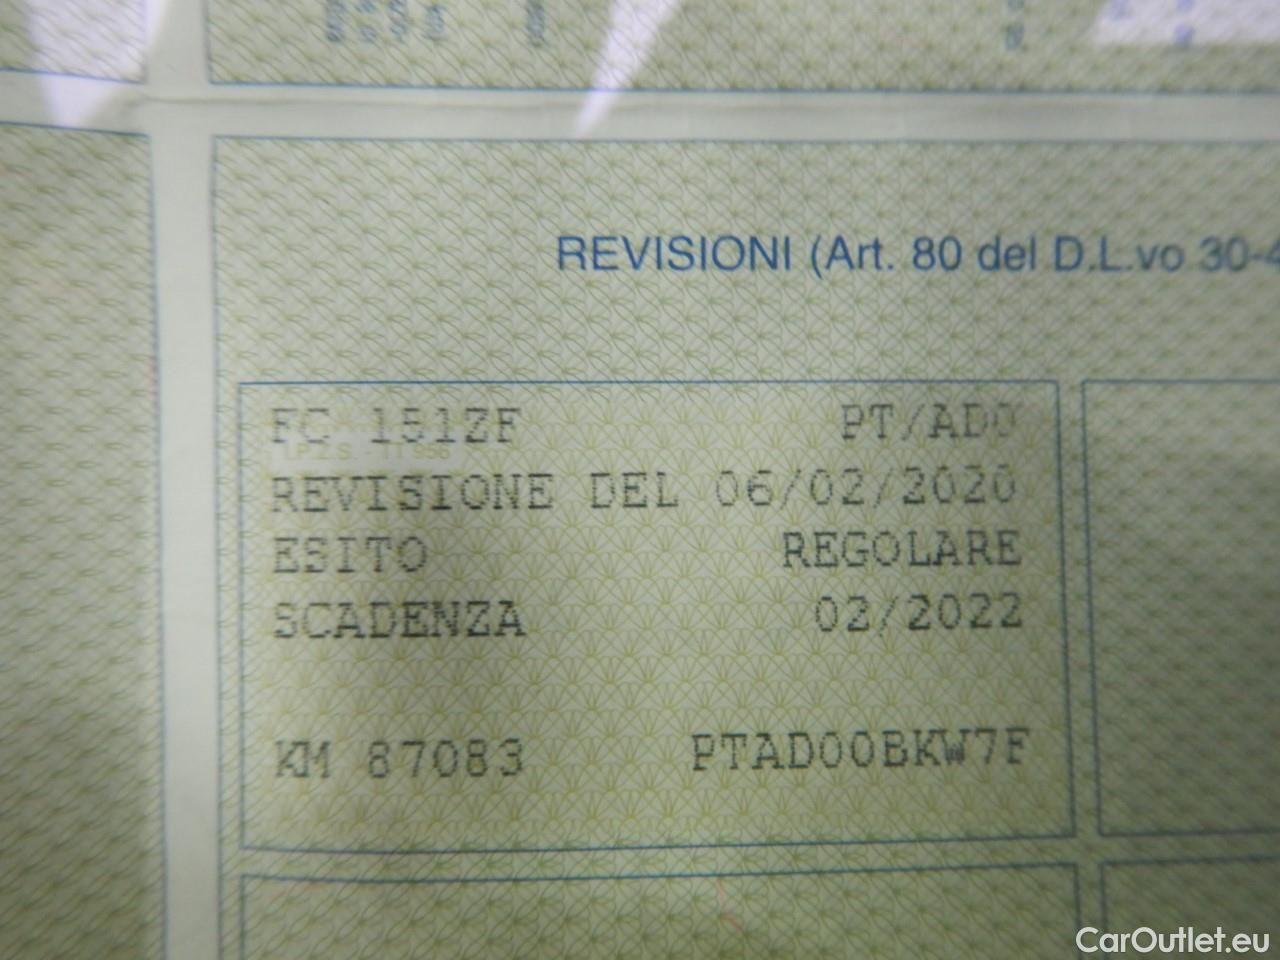 REVISIONI (Art. 80 del D.L.vo 30-4
FC 151ZF PT/AD0
I.P.Z.S. - 11956
REVISIONE DEL 06/02/2020
ESITO REGOLARE
SCADENZA 02/2022
KM 87083 PTAD00BKW7F
CarOutlet.eu